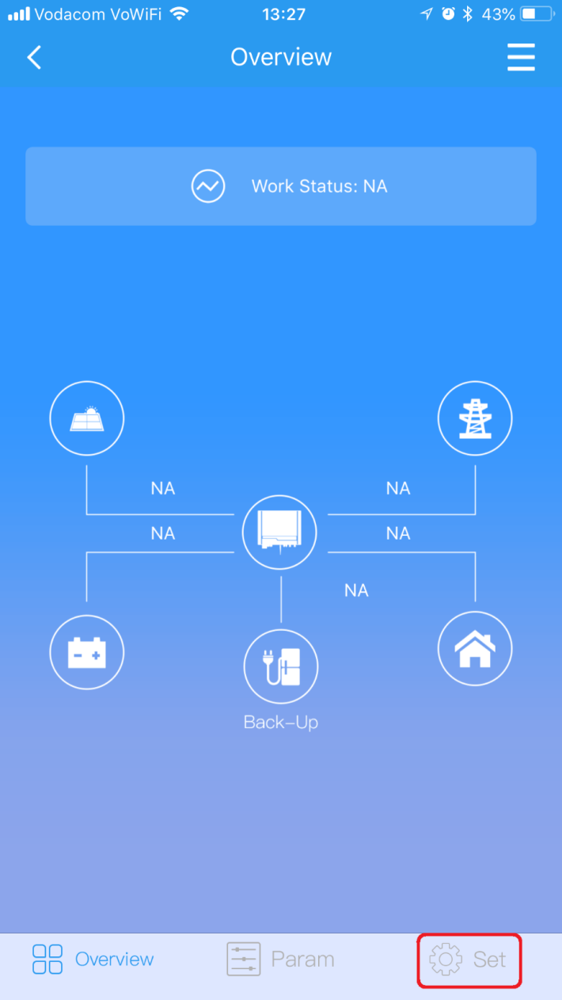 Vodacom VoWiFi 13:27 43%
Overview
Work Status: NA
NA NA
NA NA
NA
Back-Up
Overview Param Set